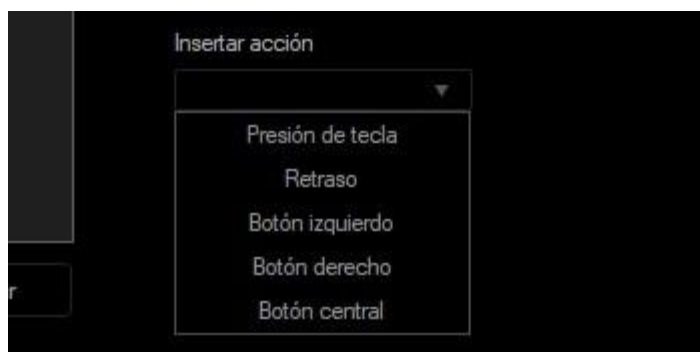 Insertar acción
Presión de tecla
Retraso
Botón izquierdo
Botón derecho
r
Botón central